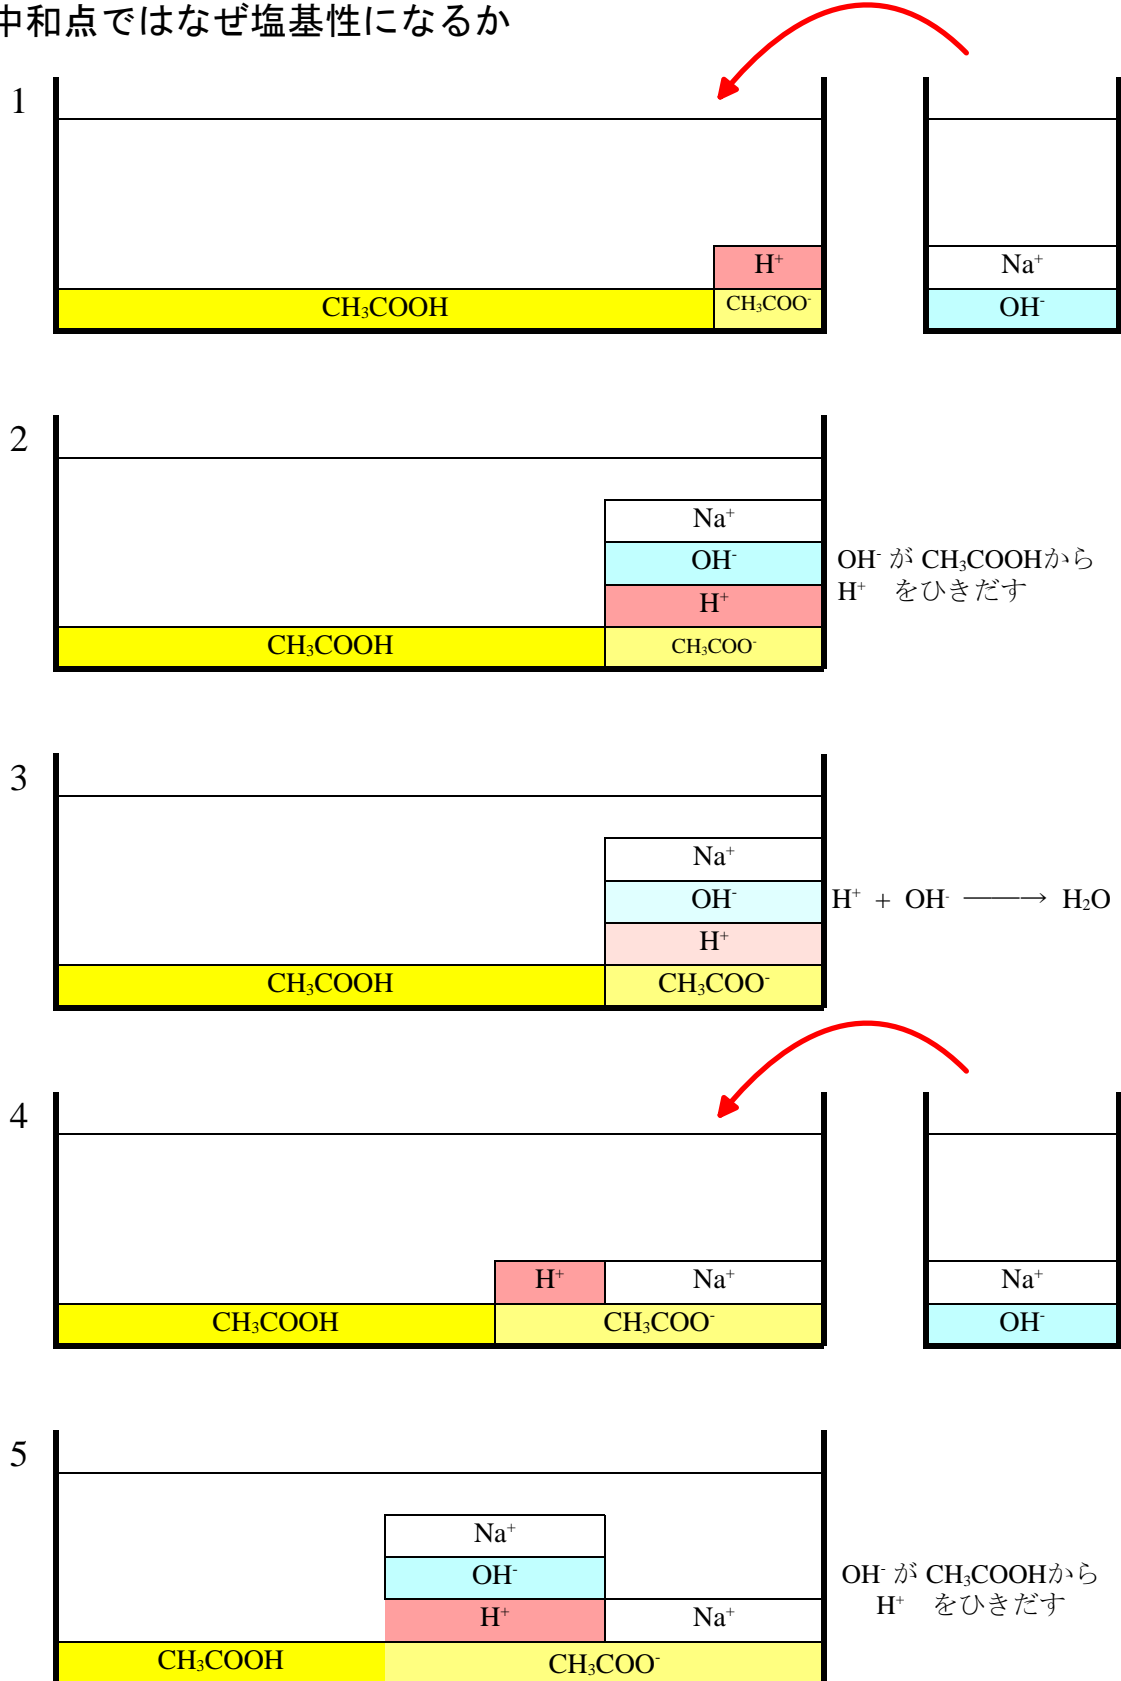 中和点ではなぜ塩基性になるか
1
H⁺
Na⁺
CH₃COOH
CH₃COO⁻
OH⁻
2
Na⁺
OH⁻
OH⁻ が CH₃COOHから
H⁺ をひきだす
H⁺
CH₃COOH
CH₃COO⁻
3
Na⁺
OH⁻
H⁺ + OH⁻ ───→ H₂O
H⁺
CH₃COOH
CH₃COO⁻
4
H⁺
Na⁺
Na⁺
CH₃COOH
CH₃COO⁻
OH⁻
5
Na⁺
OH⁻
OH⁻ が CH₃COOHから
H⁺ をひきだす
H⁺
Na⁺
CH₃COOH
CH₃COO⁻